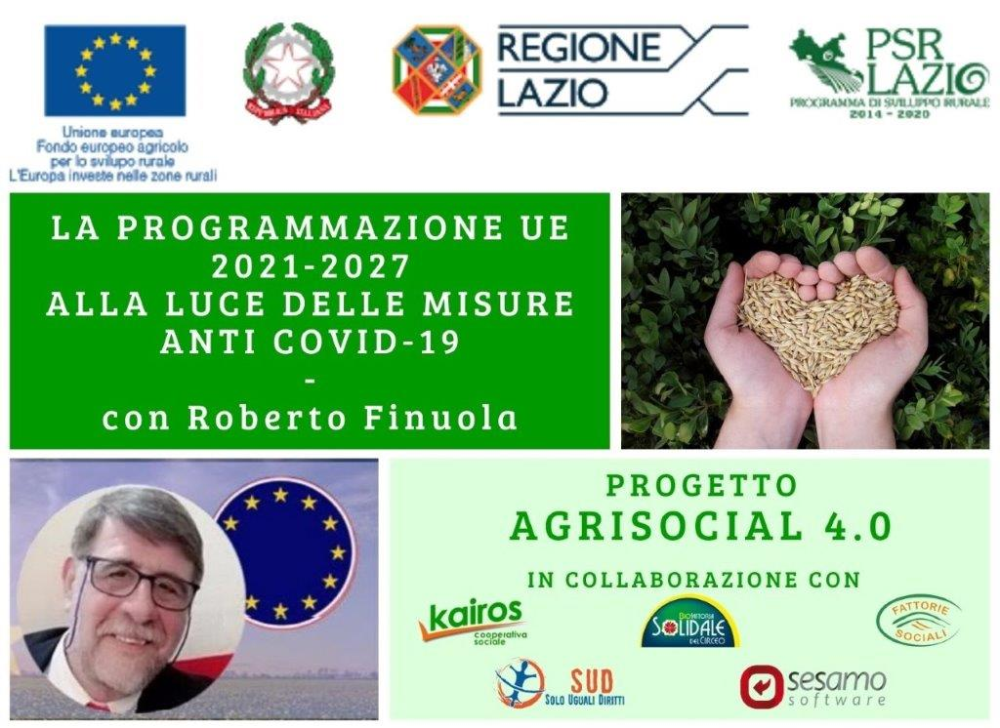 Unione europea
Fondo europeo agricolo
per lo sviluppo rurale
L'Europa investe nelle zone rurali
REPVBBLICA ITALIANA
REGIONE
LAZIO
PSR
LAZIO
PROGRAMMA DI SVILUPPO RURALE
2014 - 2020
LA PROGRAMMAZIONE UE
2021-2027
ALLA LUCE DELLE MISURE
ANTI COVID-19
-
con Roberto Finuola
PROGETTO
AGRISOCIAL 4.0
IN COLLABORAZIONE CON
kairos
cooperativa
sociale
BIOFATTORIA
SOLIDALE
DEL CIRCEO
FATTORIE
SOCIALI
SUD
SOLO UGUALI DIRITTI
sesamo
software